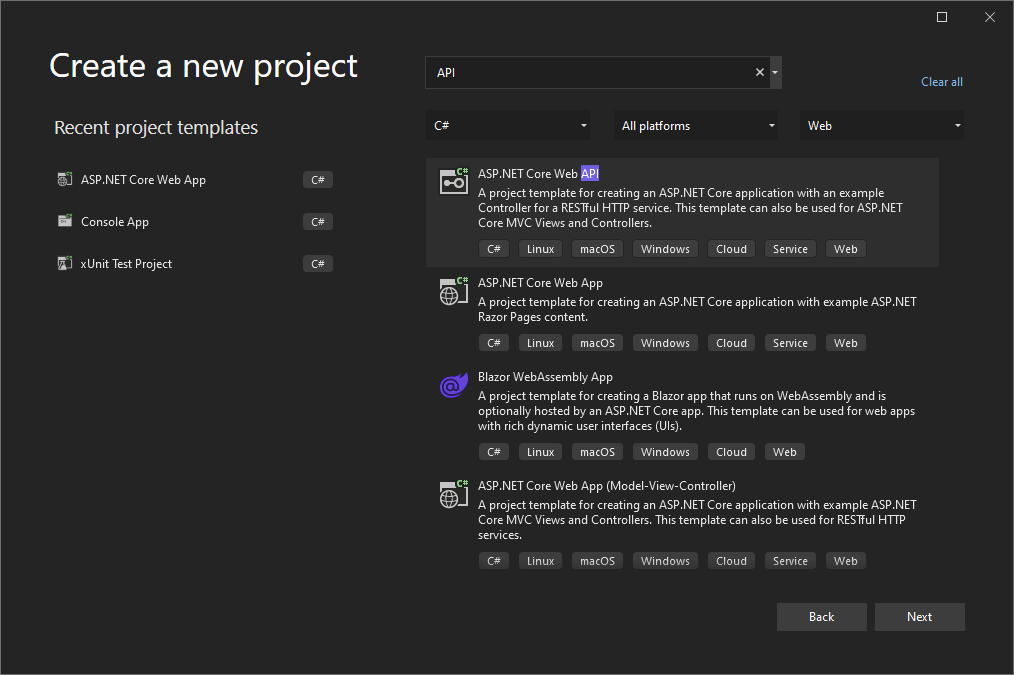 Create a new project
API
Clear all
C#
All platforms
Web
Recent project templates
ASP.NET Core Web App
C#
Console App
C#
xUnit Test Project
C#
ASP.NET Core Web API
A project template for creating an ASP.NET Core application with an example
Controller for a RESTful HTTP service. This template can also be used for ASP.NET
Core MVC Views and Controllers.
C# Linux macOS Windows Cloud Service Web
ASP.NET Core Web App
A project template for creating an ASP.NET Core application with example ASP.NET
Razor Pages content.
C# Linux macOS Windows Cloud Service Web
Blazor WebAssembly App
A project template for creating a Blazor app that runs on WebAssembly and is
optionally hosted by an ASP.NET Core app. This template can be used for web apps
with rich dynamic user interfaces (UIs).
C# Linux macOS Windows Cloud Web
ASP.NET Core Web App (Model-View-Controller)
A project template for creating an ASP.NET Core application with example ASP.NET
Core MVC Views and Controllers. This template can also be used for RESTful HTTP
services.
C# Linux macOS Windows Cloud Service Web
Back
Next